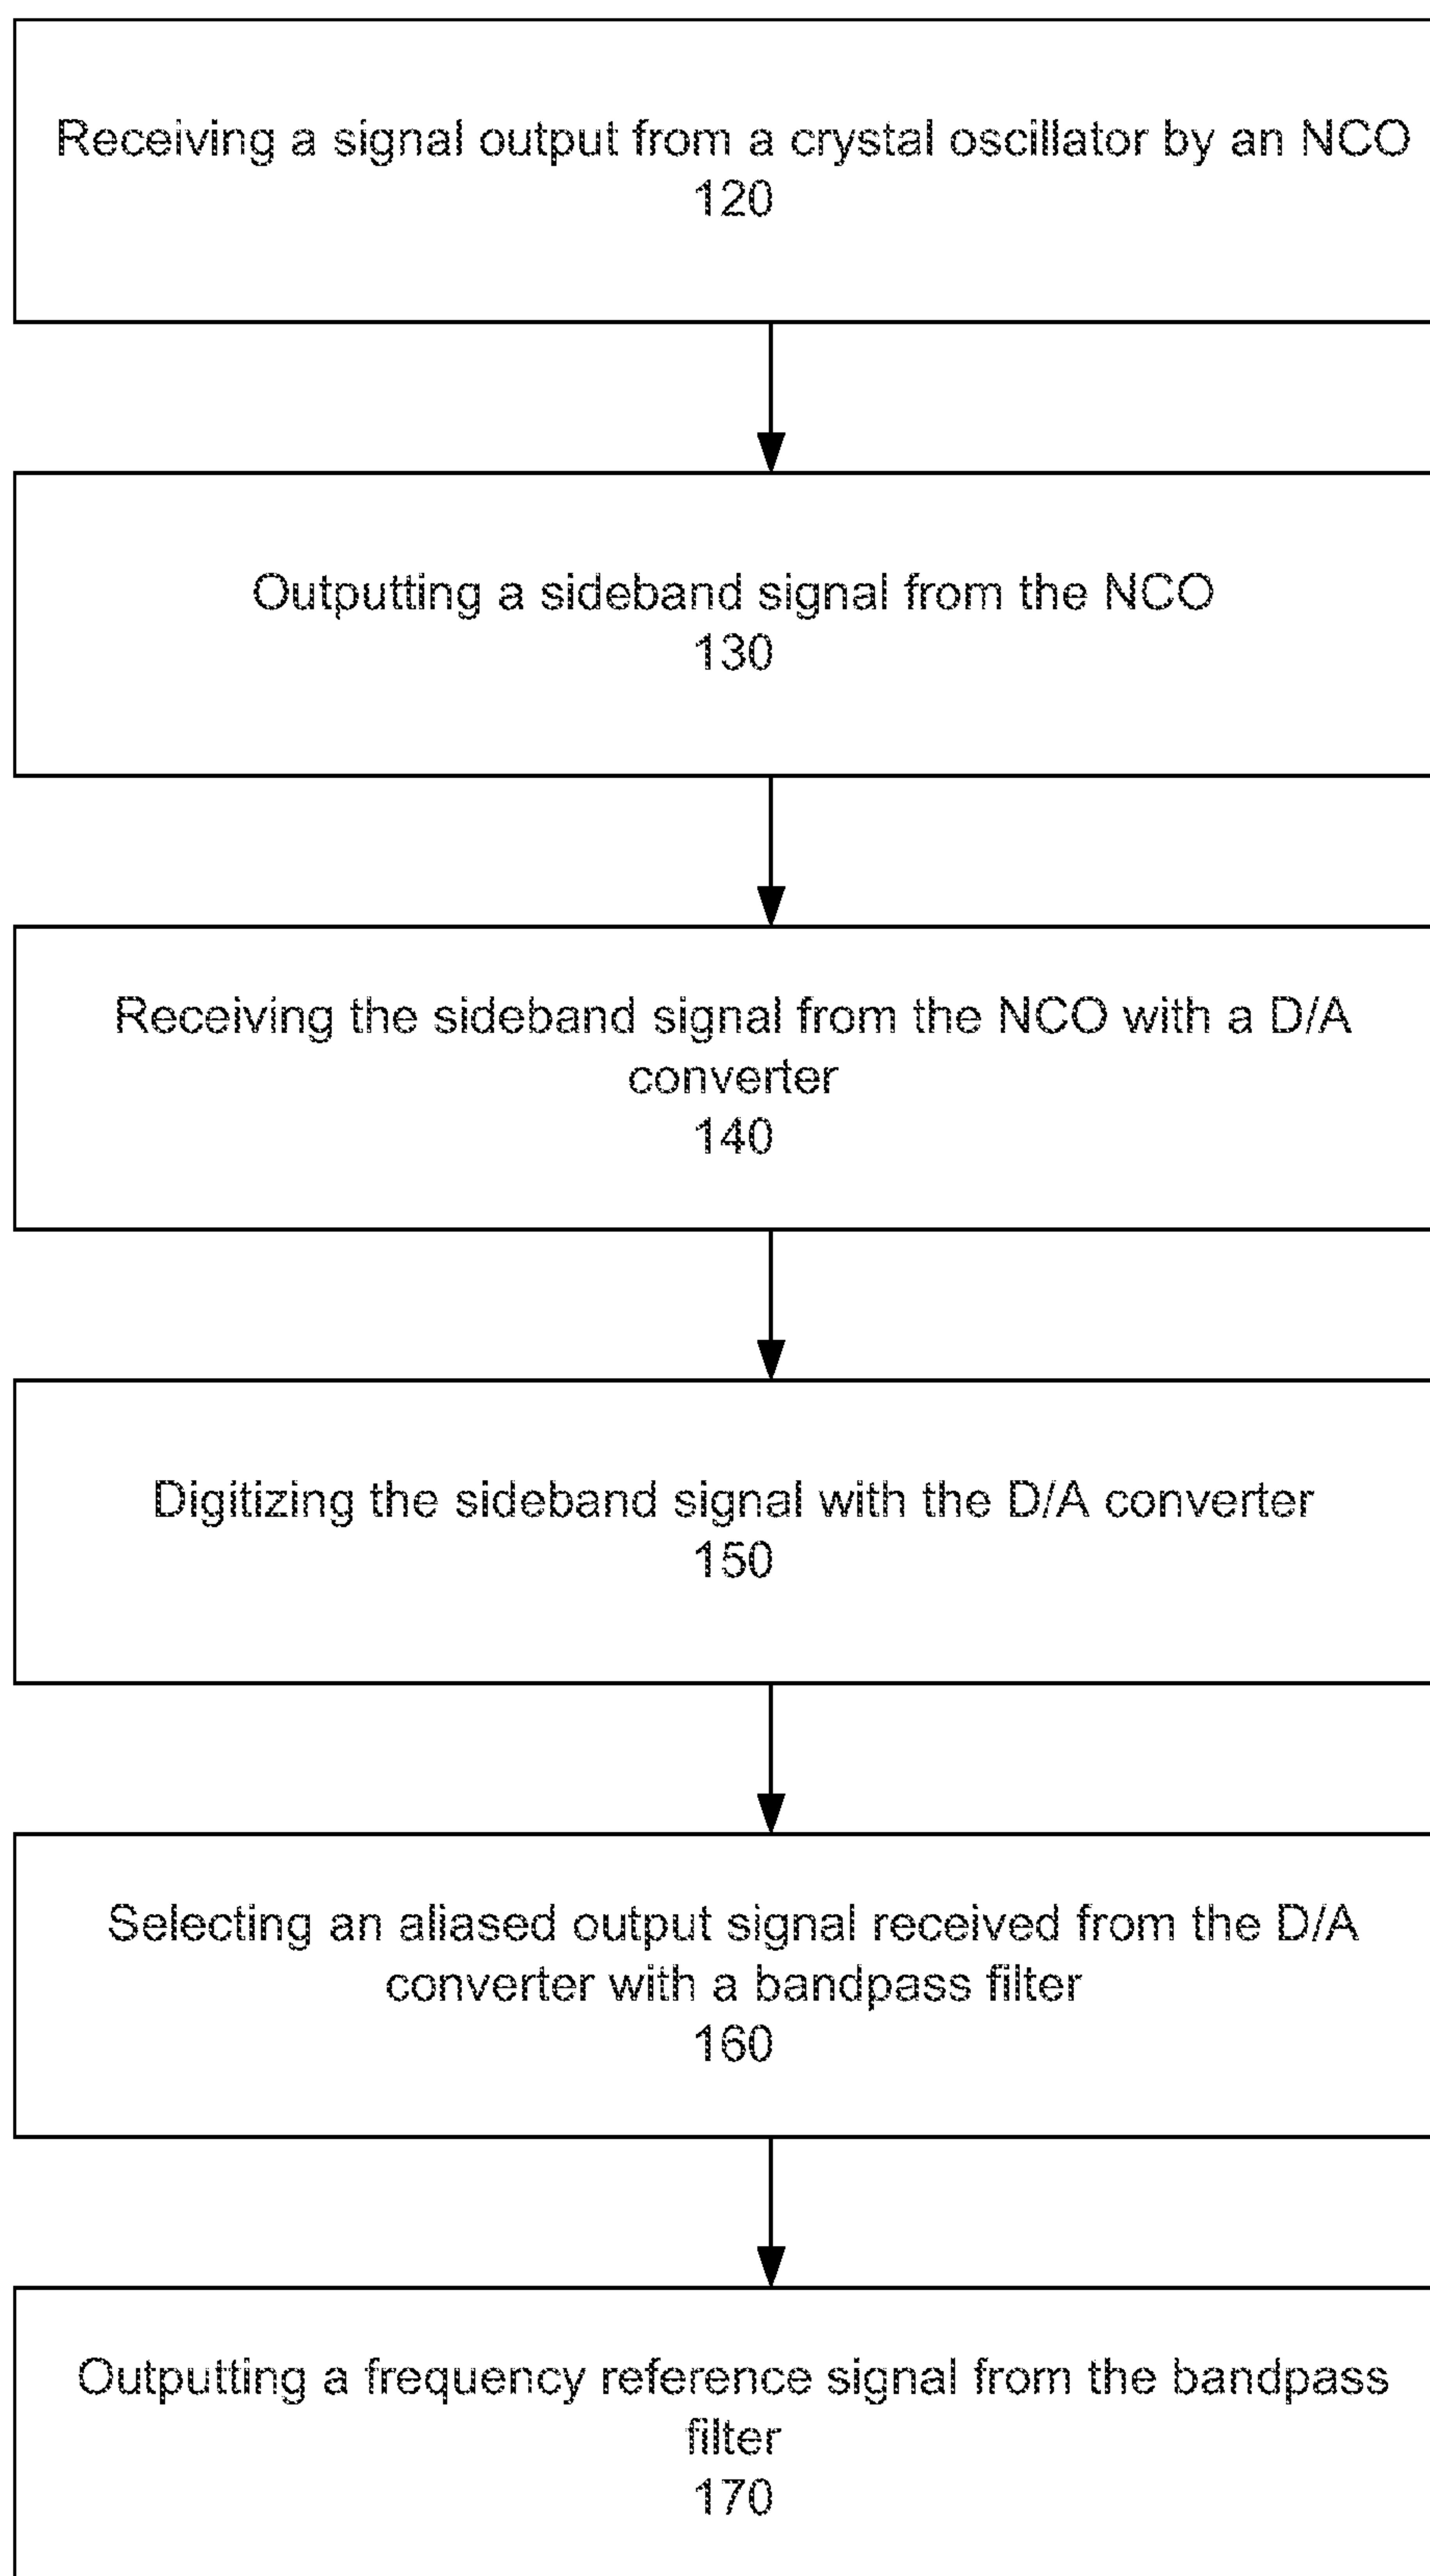 Receiving a signal output from a crystal oscillator by an NCO
120
Outputting a sideband signal from the NCO
130
Receiving the sideband signal from the NCO with a D/A
converter
140
Digitizing the sideband signal with the D/A converter
150
Selecting an aliased output signal received from the D/A
converter with a bandpass filter
160
Outputting a frequency reference signal from the bandpass
filter
170